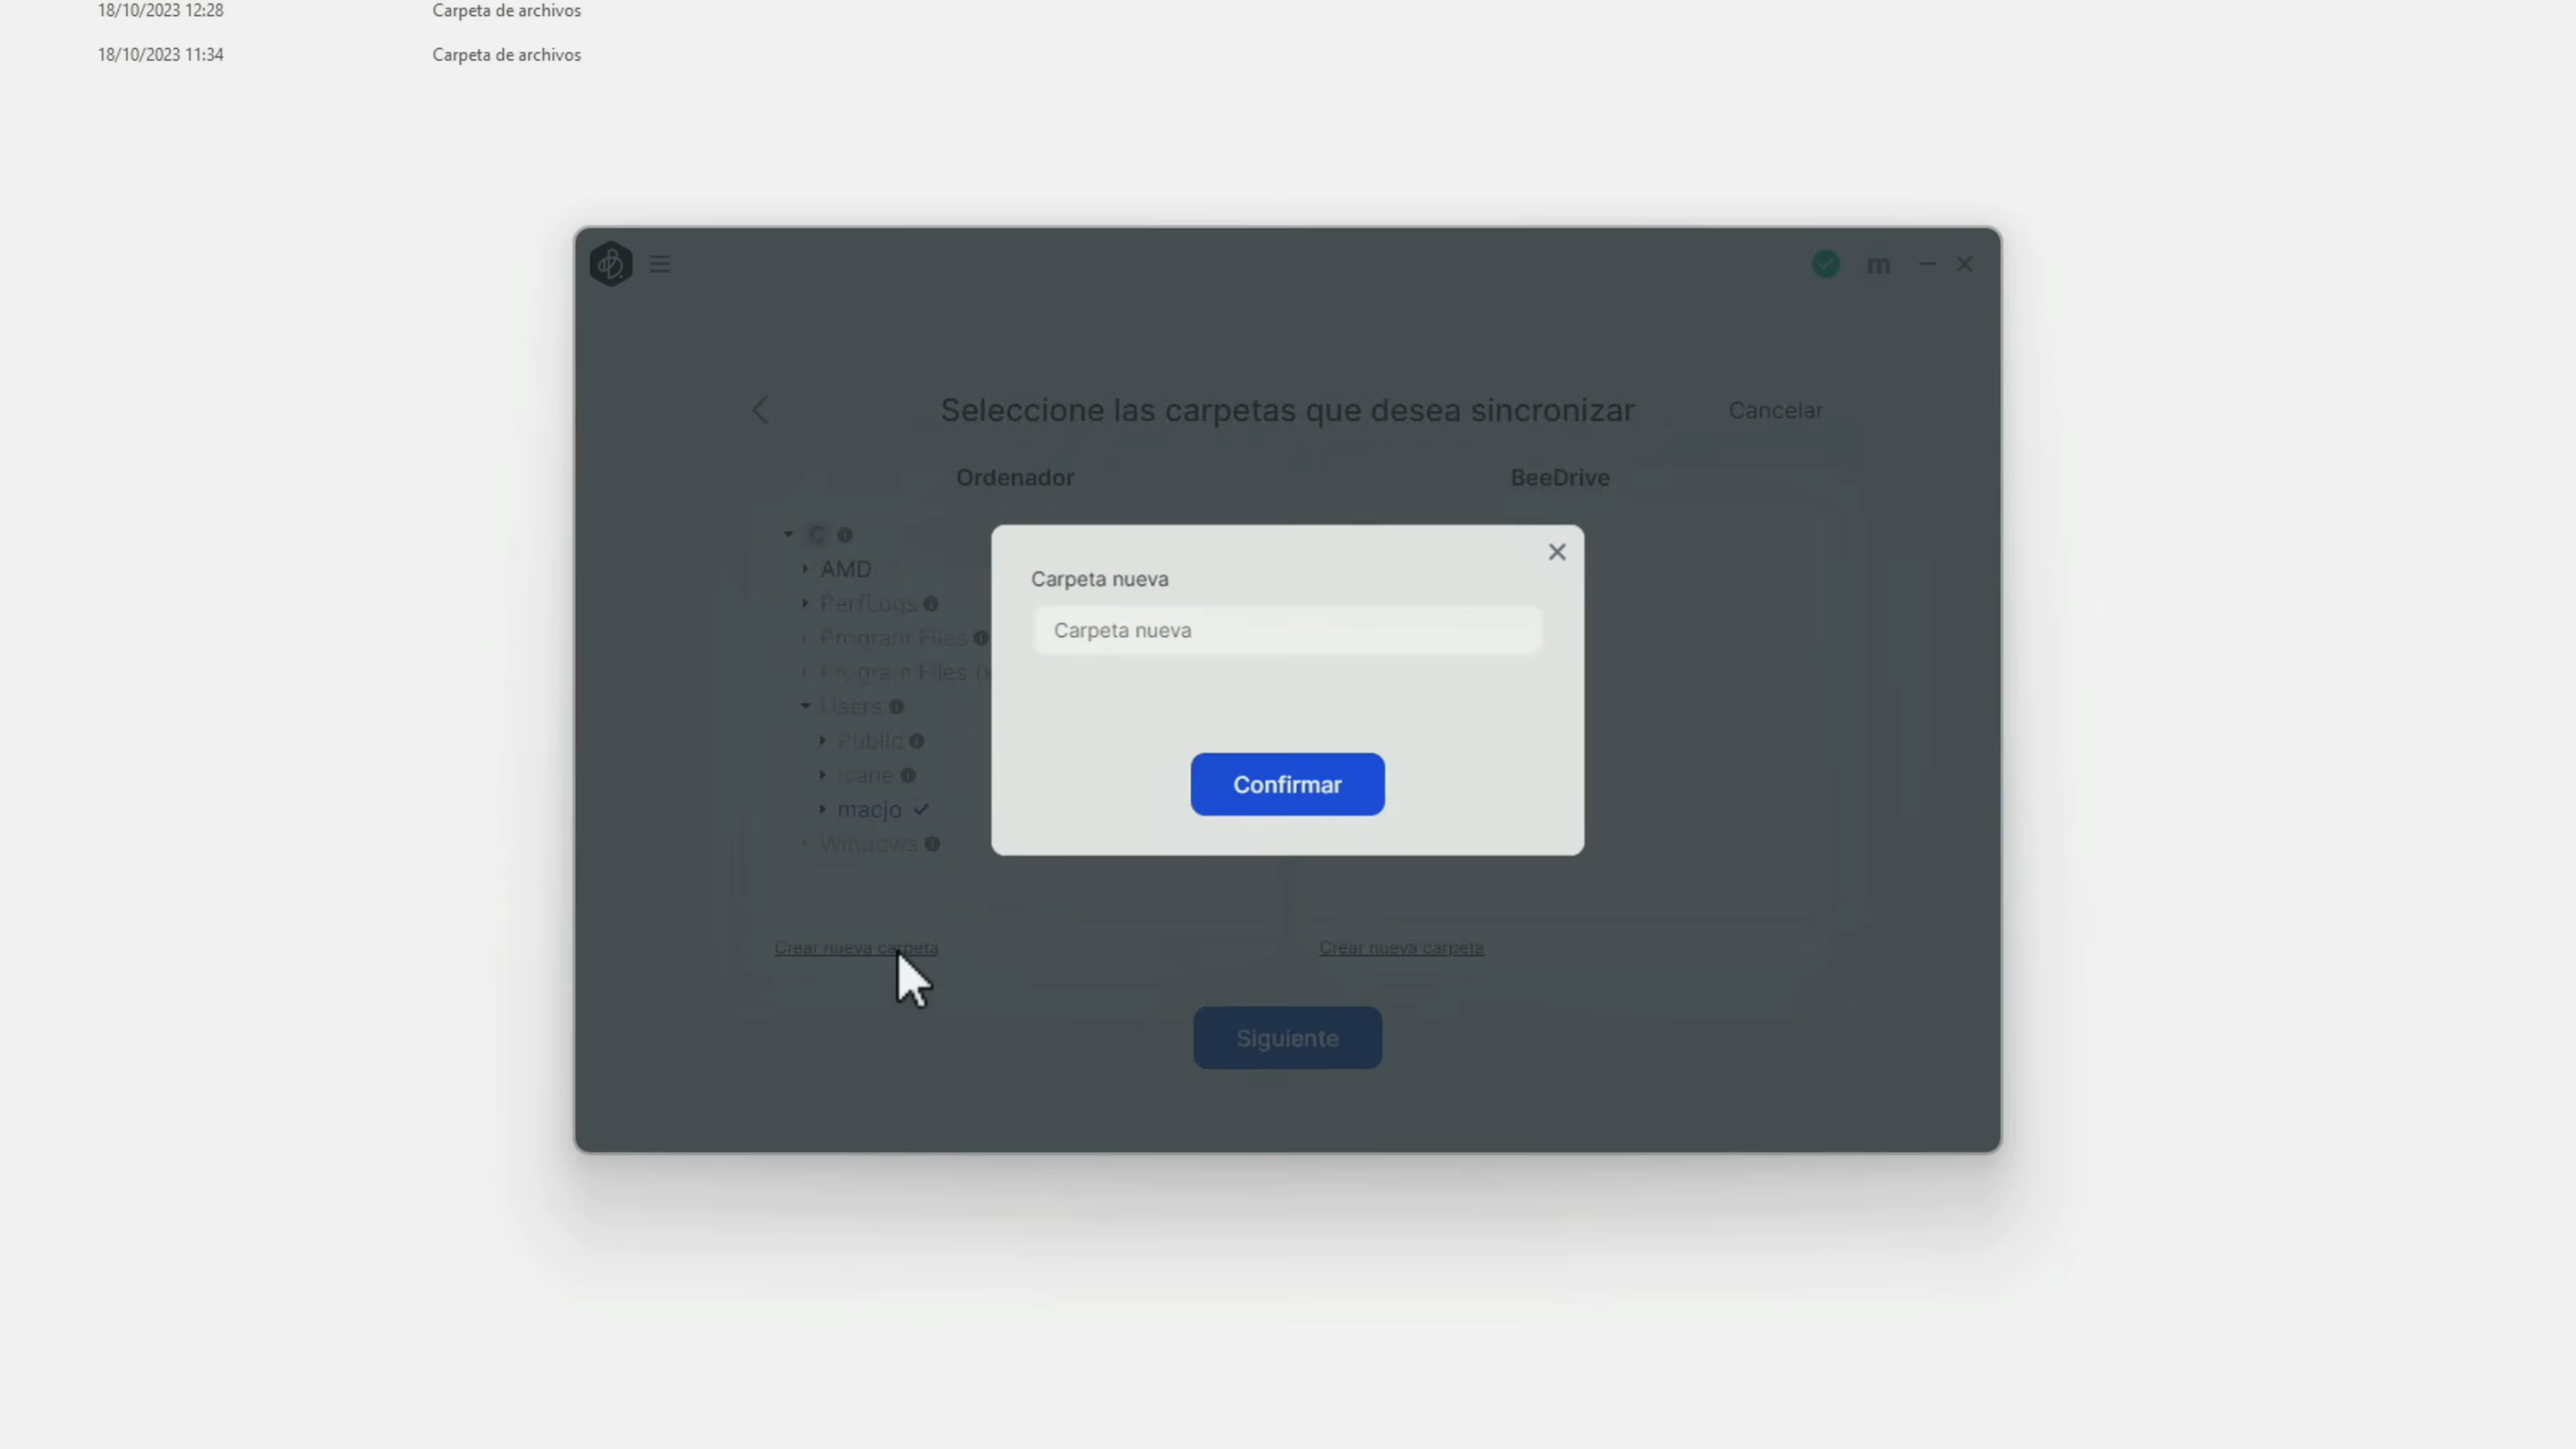 18/10/2023 12:28 Carpeta de archivos
18/10/2023 11:34 Carpeta de archivos
m
Seleccione las carpetas que desea sincronizar
Cancelar
Ordenador
BeeDrive
C
AMD
PerfLogs
Program Files
Program Files (x
Users
Public
ivane
macjo
Windows
Carpeta nueva
Carpeta nueva
Confirmar
Crear nueva carpeta
Crear nueva carpeta
Siguiente